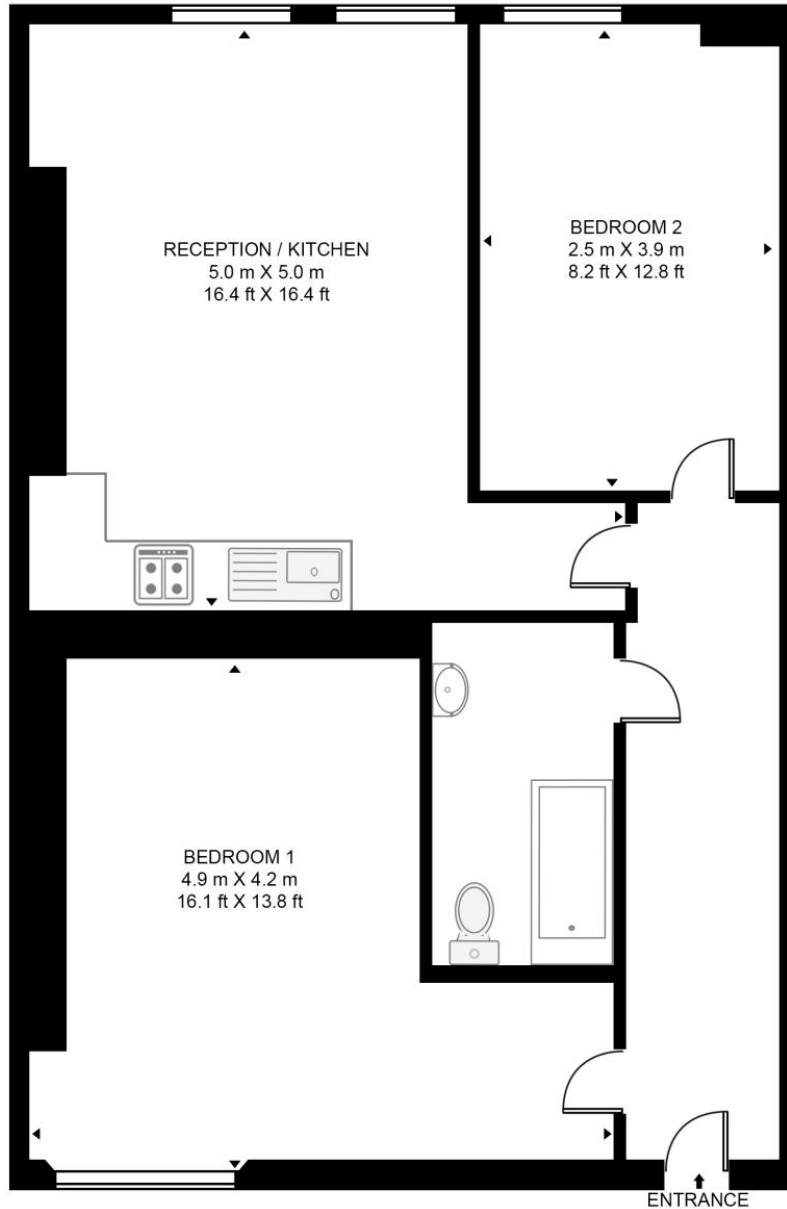 RECEPTION / KITCHEN
5.0 m X 5.0 m
16.4 ft X 16.4 ft
BEDROOM 2
2.5 m X 3.9 m
8.2 ft X 12.8 ft
BEDROOM 1
4.9 m X 4.2 m
16.1 ft X 13.8 ft
ENTRANCE